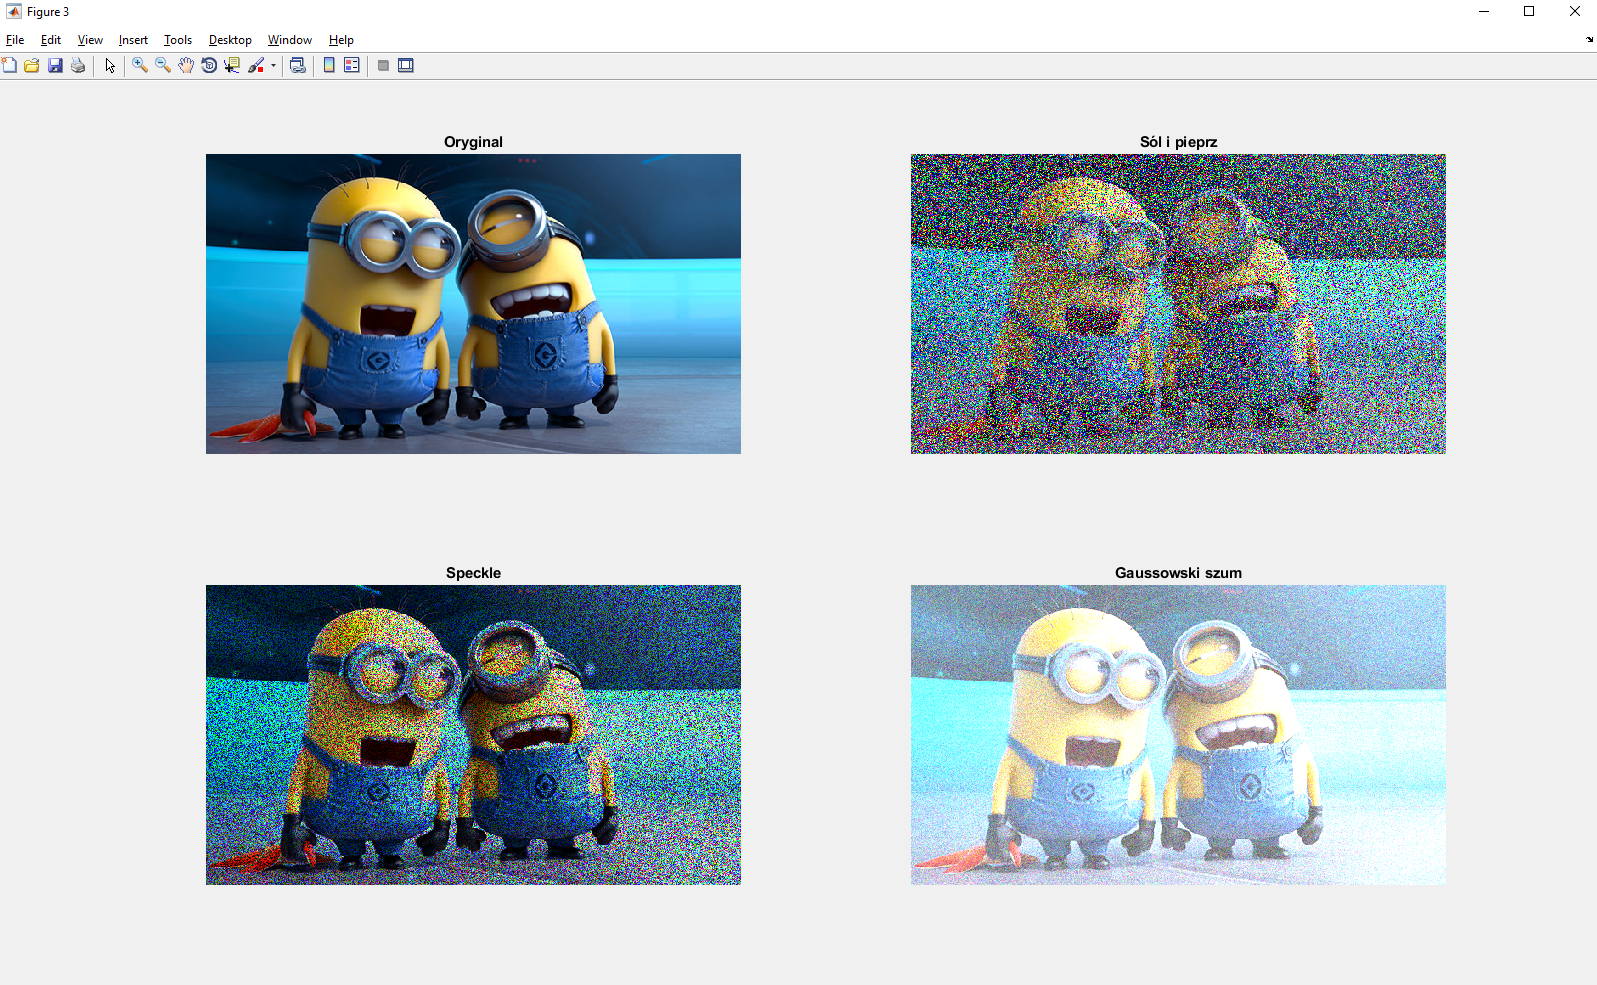 Figure 3
File Edit View Insert Tools Desktop Window Help
Oryginal
Sól i pieprz
Speckle
Gaussowski szum